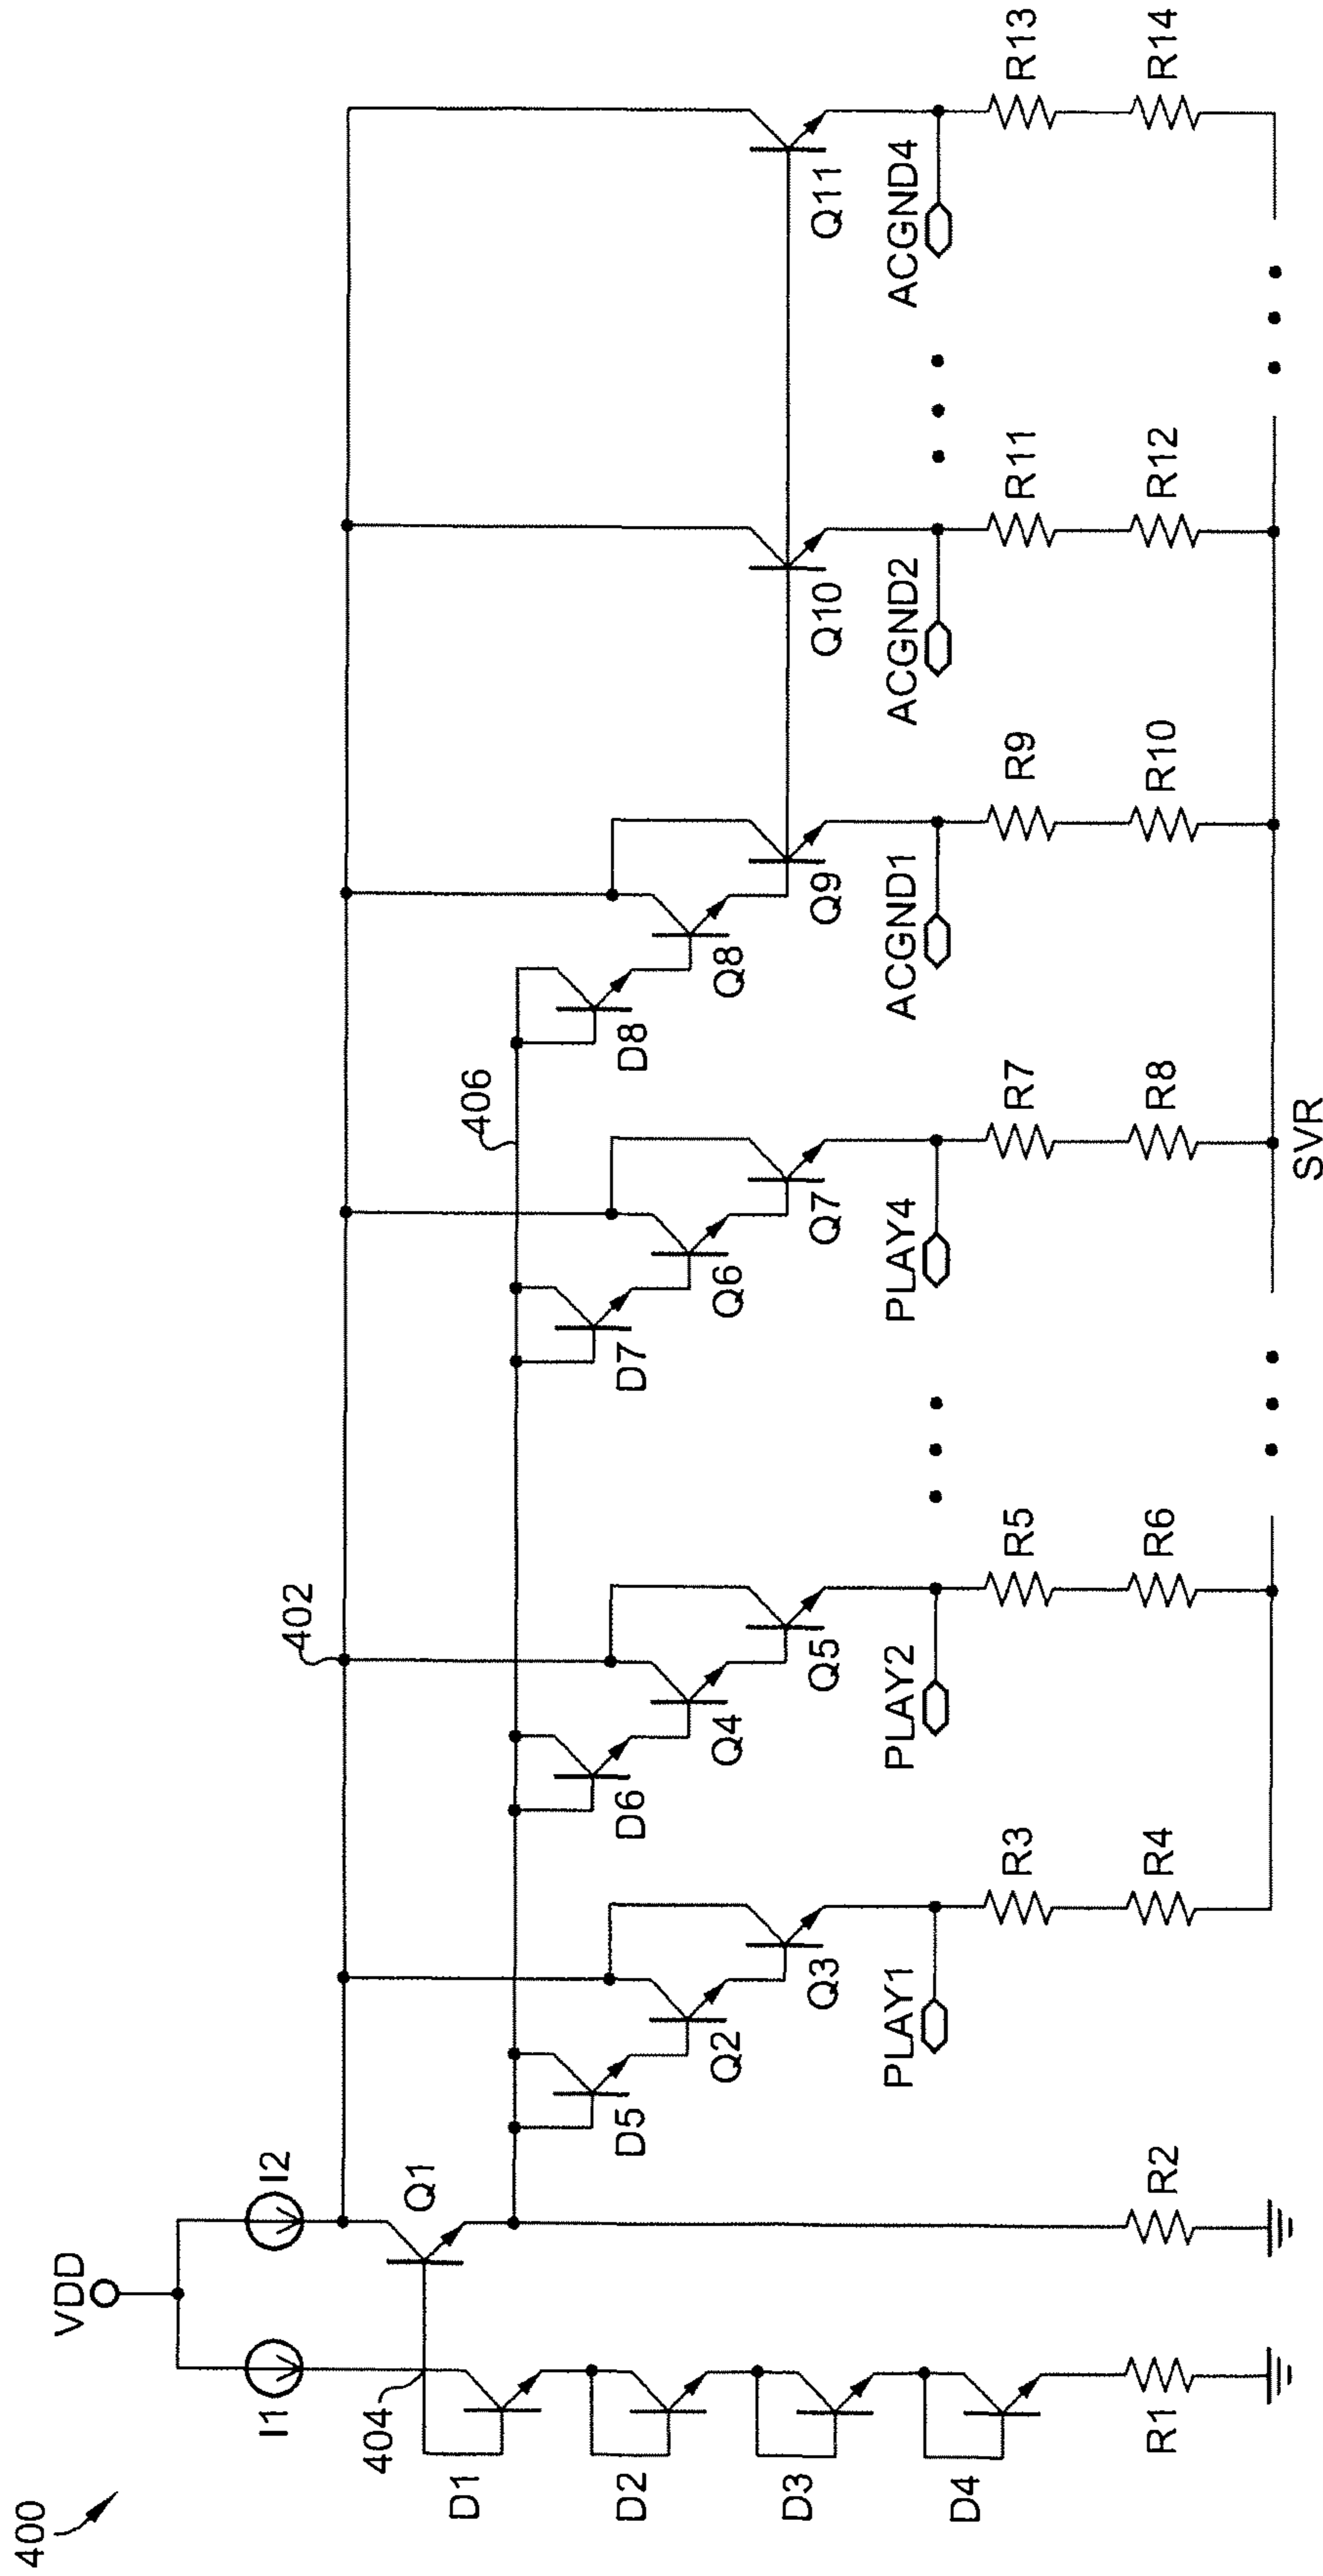 400
VDD
I1
I2
402
404
Q1
406
D1
D2
D3
D4
D5
Q2
Q3
D6
Q4
Q5
D7
Q6
Q7
D8
Q8
Q9
Q10
Q11
PLAY1
PLAY2
PLAY4
ACGND1
ACGND2
ACGND4
R1
R2
R3
R4
R5
R6
R7
R8
R9
R10
R11
R12
R13
R14
SVR